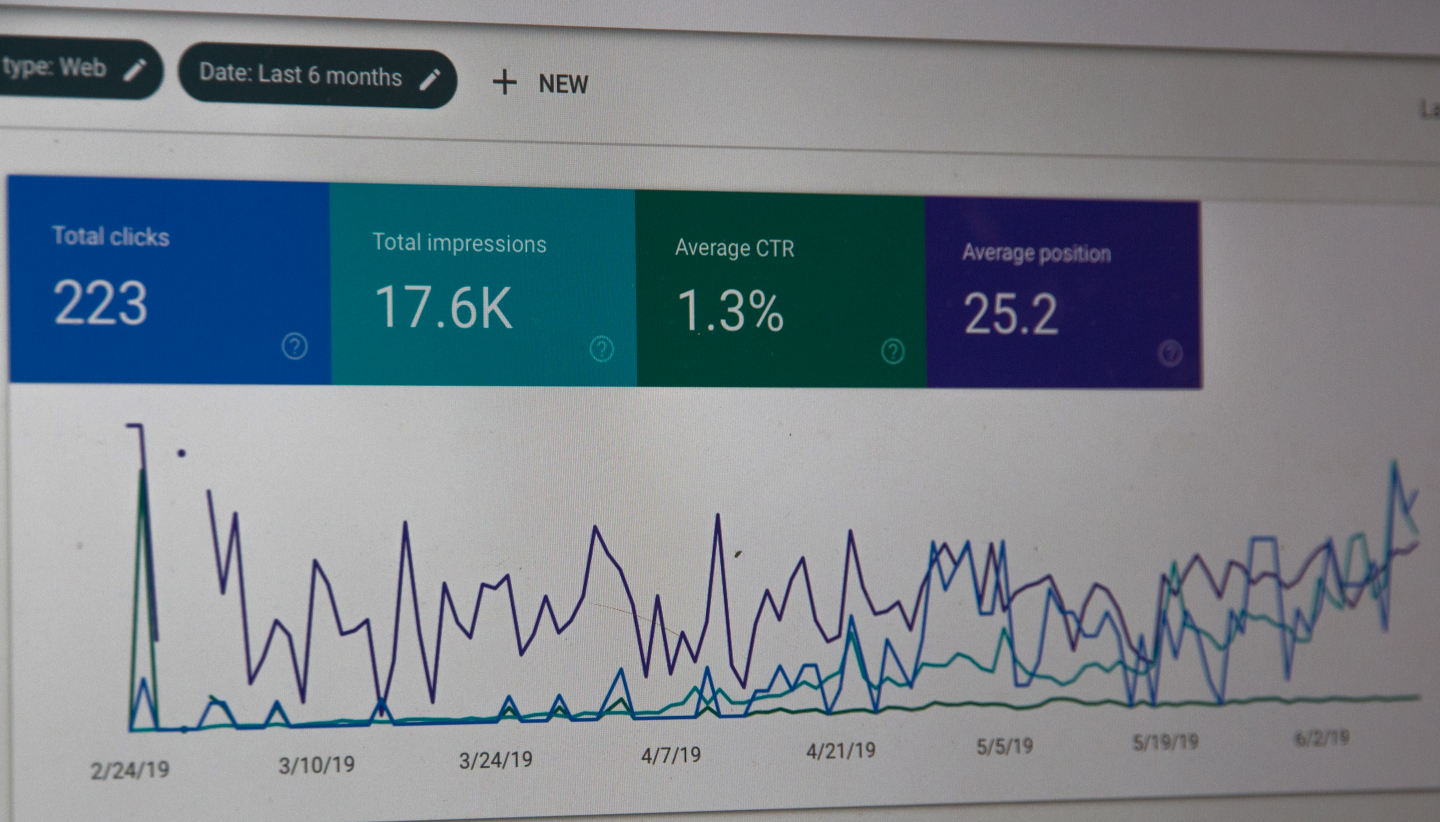 type: Web
Date: Last 6 months
+ NEW
La
Total clicks
223
Total impressions
17.6K
Average CTR
1.3%
Average position
25.2
2/24/19 3/10/19 3/24/19 4/7/19 4/21/19 5/5/19 5/19/19 6/2/19